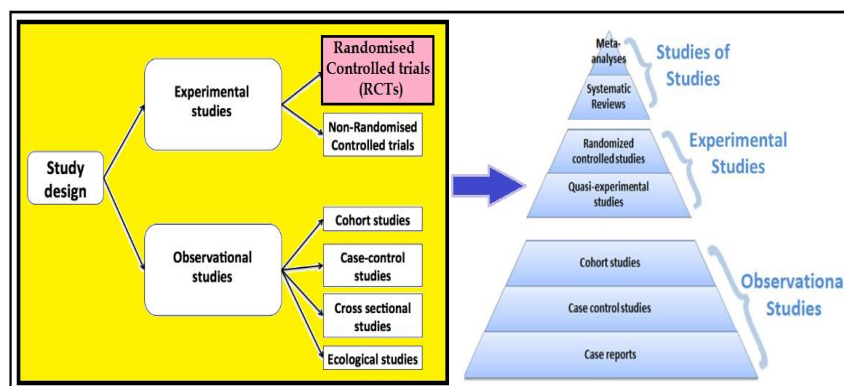 Randomised
Controlled trials
(RCTs)
Experimental
studies
Non-Randomised
Controlled trials
Study
design
Cohort studies
Observational
studies
Case-control
studies
Cross sectional
studies
Ecological studies
Meta-
analyses
Studies of
Studies
Systematic
Reviews
Randomized
controlled studies
Experimental
Studies
Quasi-experimental
studies
Cohort studies
Observational
Studies
Case control studies
Case reports